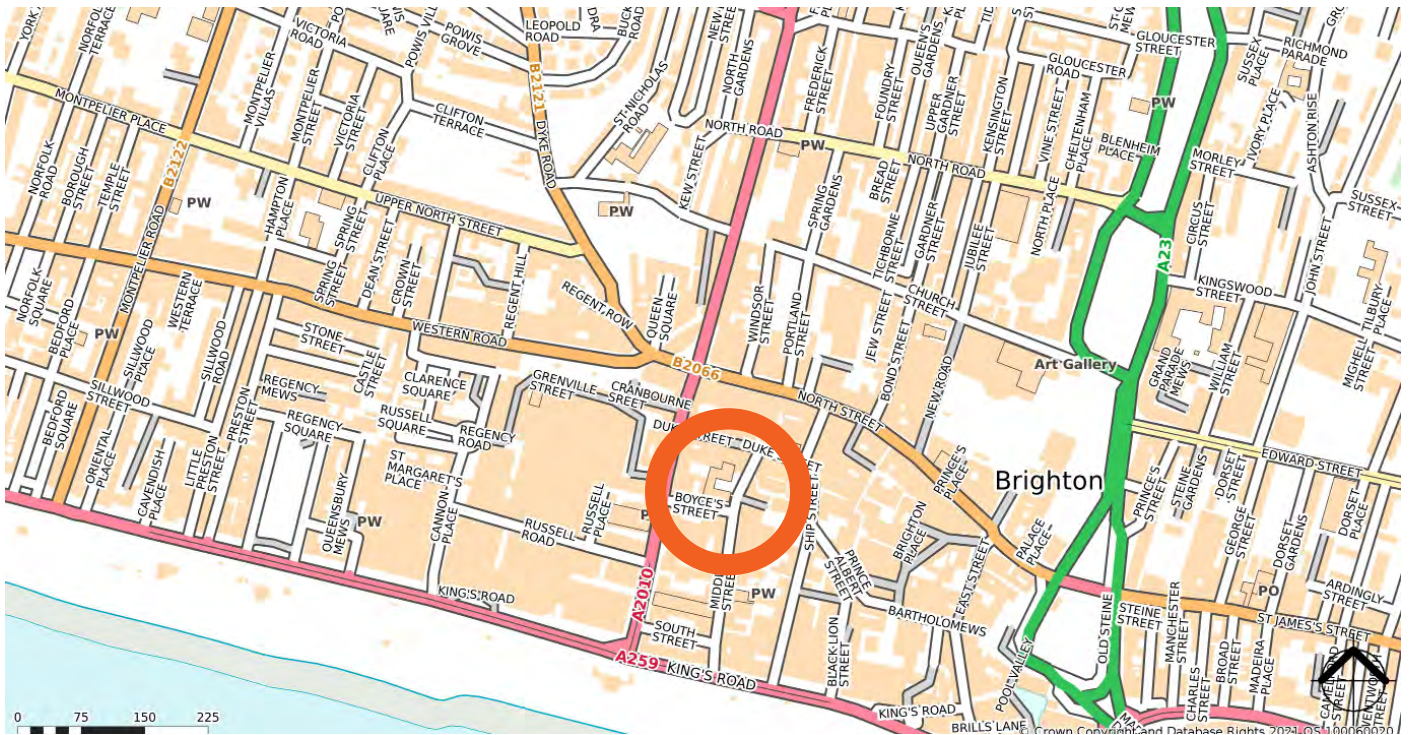 YORK
NORFOLK
TERRACE
VICTORIA
ROAD
POWIS
SQUARE
POWIS VILL
POWIS
GROVE
LEOPOLD
ROAD
DRA
BUCK
ROAD
NEW
STREET
NORTH
GARDENS
FREDERICK
STREET
FOUNDRY
STREET
QUEEN'S
GARDENS
UPPER
GARDNER
STREET
KENSINGTON
STREET
GLOUCESTER
ROAD
GLOUCESTER
STREET
RICHMOND
PARADE
SUSSEX
PLACE
IVORY PLACE
ASHTON RISE
MONTPELIER PLACE
MONTPELIER
VILLAS
MONTPELIER
STREET
VICTORIA
STREET
CLIFTON
PLACE
CLIFTON
TERRACE
B2121
DYKE ROAD
ST-NICHOLAS
ROAD
KEW STREET
NORTH ROAD
PW
SPRING
GARDENS
BREAD
STREET
NORTH ROAD
VINE STREET
CHELTENHAM
PLACE
PW
BLENHEIM
PLACE
MORLEY
STREET
NORFOLK
ROAD
BOROUGH
STREET
TEMPLE
STREET
B2122
PW
HAMPTON
PLACE
UPPER NORTH STREET
SPRING
STREET
DEAN STREET
CROWN
STREET
REGENT HILL
PW
REGENT ROW
QUEEN
SQUARE
WINDSOR
STREET
PORTLAND
STREET
TICHBORNE
STREET
GARDNER
STREET
JUBILEE
STREET
NORTH PLACE
CHURCH
STREET
A23
CIRCUS
STREET
KINGSWOOD
STREET
JOHN STREET
SUSSEX
STREET
TILBURY
PLACE
MONTPELIER ROAD
NORFOLK
SQUARE
BEDFORD
PLACE
PW
WESTERN
TERRACE
SILLWOOD
PLACE
SILLWOOD
ROAD
SPRING
STREET
STONE
STREET
CASTLE
STREET
WESTERN ROAD
CLARENCE
SQUARE
B2066
NORTH STREET
JEW STREET
BOND STREET
NEW ROAD
Art Gallery
GRAND
PARADE
MEWS
WILLIAM
STREET
MIGHELL
STREET
SILLWOOD
STREET
REGENCY
MEWS
REGENCY
SQUARE
RUSSELL
SQUARE
REGENCY
ROAD
GRENVILLE
STREET
CRANBOURNE
SREET
BEDFORD
SQUARE
ORIENTAL
PLACE
CAVENDISH
PLACE
LITTLE
PRESTON
STREET
PRESTON
STREET
ST
MARGARET'S
PLACE
CANNON
PLACE
QUEENSBURY
MEWS
PW
RUSSELL
ROAD
RUSSELL
PLACE
BOYCE'S
STREET
SHIP STREET
PRINCE
ALBERT
STREET
BRIGHTON
PLACE
PRINCE'S
PLACE
Brighton
PALACE
PLACE
EAST STREET
PRINCE'S
STREET
STEINE
GARDENS
DORSET
STREET
EDWARD STREET
GEORGE
STREET
DORSET
GARDENS
DORSET
PLACE
A2010
PW
KING'S ROAD
SOUTH
STREET
A259
KING'S ROAD
BLACK LION
STREET
BARTHOLOMEWS
POOL VALLEY
OLD STEINE
STEINE
STREET
MANCHESTER
STREET
CHARLES
STREET
BROAD
STREET
MADEIRA
PLACE
PO
ST JAMES'S STREET
ARDINGLY
STREET
KING'S ROAD
BRILLS LANE
0 75 150 225
© Crown Copyright and Database Rights 2021 OS 100060020